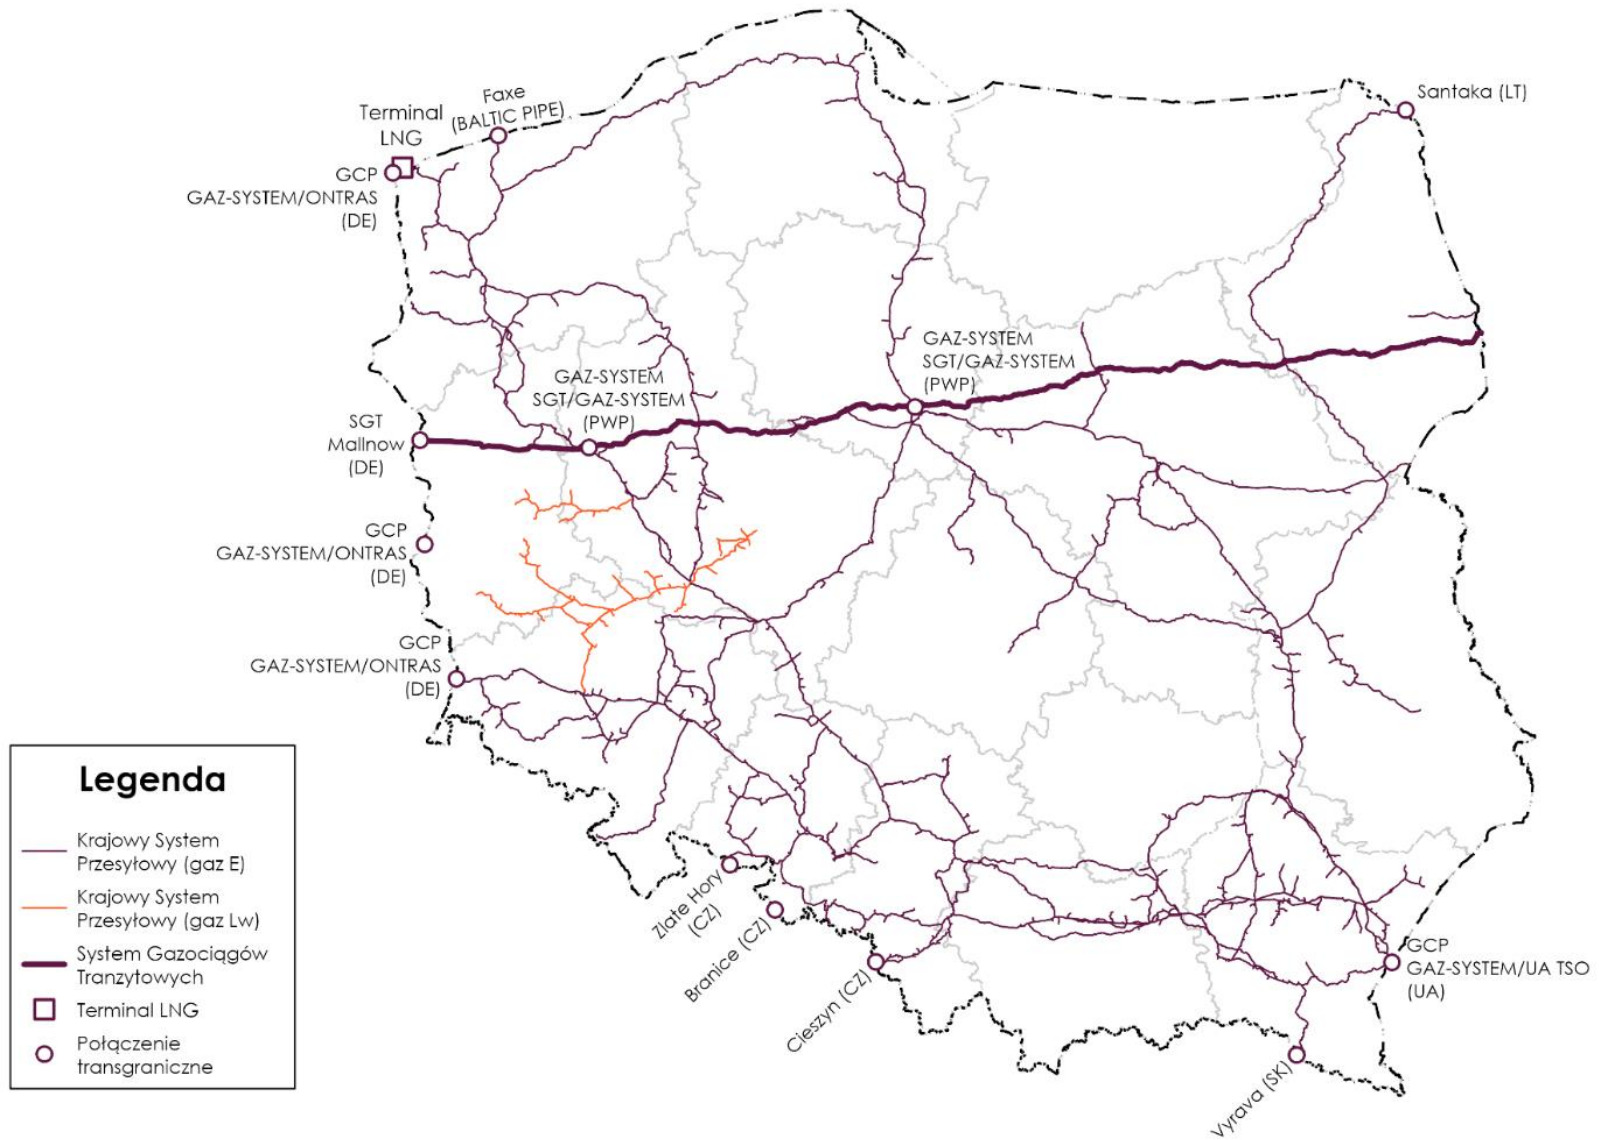 Faxe
(BALTIC PIPE)
Terminal
LNG
Santaka (LT)
GCP
GAZ-SYSTEM/ONTRAS
(DE)
GAZ-SYSTEM
SGT/GAZ-SYSTEM
(PWP)
GAZ-SYSTEM
SGT/GAZ-SYSTEM
(PWP)
SGT
Mallnow
(DE)
GCP
GAZ-SYSTEM/ONTRAS
(DE)
GCP
GAZ-SYSTEM/ONTRAS
(DE)
Zlate Hory
(CZ)
Branice (CZ)
Cieszyn (CZ)
GCP
GAZ-SYSTEM/UA TSO
(UA)
Vyrava (SK)
Legenda
Krajowy System
Przesyłowy (gaz E)
Krajowy System
Przesyłowy (gaz Lw)
System Gazociągów
Tranzytowych
Terminal LNG
Połączenie
transgraniczne